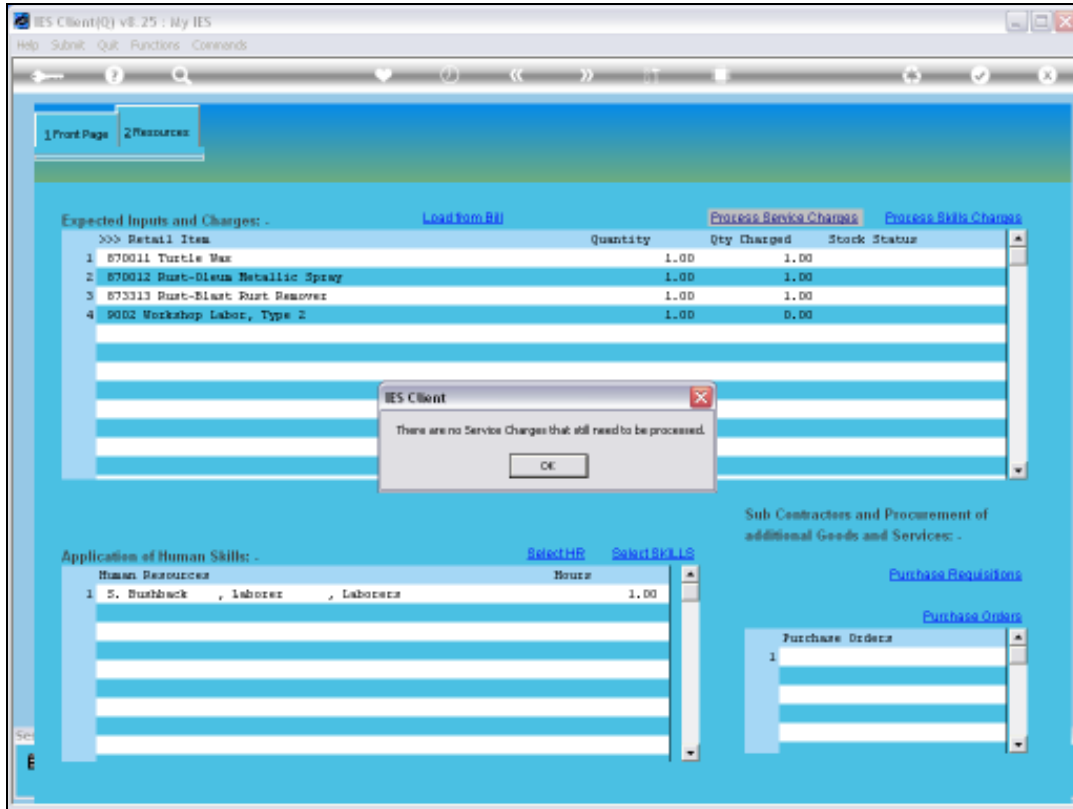 IES Client(Q) v8.25 : My IES
Help Submit Quit Functions Commands
1 Front Page 2 Resources
Expected Inputs and Charges: - Load from Bill Process Service Charges Process Skills Charges
>>> Retail Item Quantity Qty Charged Stock Status
1 870011 Turtle Wax 1.00 1.00
2 870012 Rust-Oleum Metallic Spray 1.00 1.00
3 873313 Rust-Blast Rust Remover 1.00 1.00
4 9002 Workshop Labor, Type 2 1.00 0.00
IES Client
There are no Service Charges that still need to be processed.
OK
Sub Contractors and Procurement of
additional Goods and Services: -
Application of Human Skills: - Select HR Select SKILLS
Purchase Requisitions
Human Resources Hours
1 S. Bushback , laborer , Laborers 1.00
Purchase Orders
Purchase Orders
1